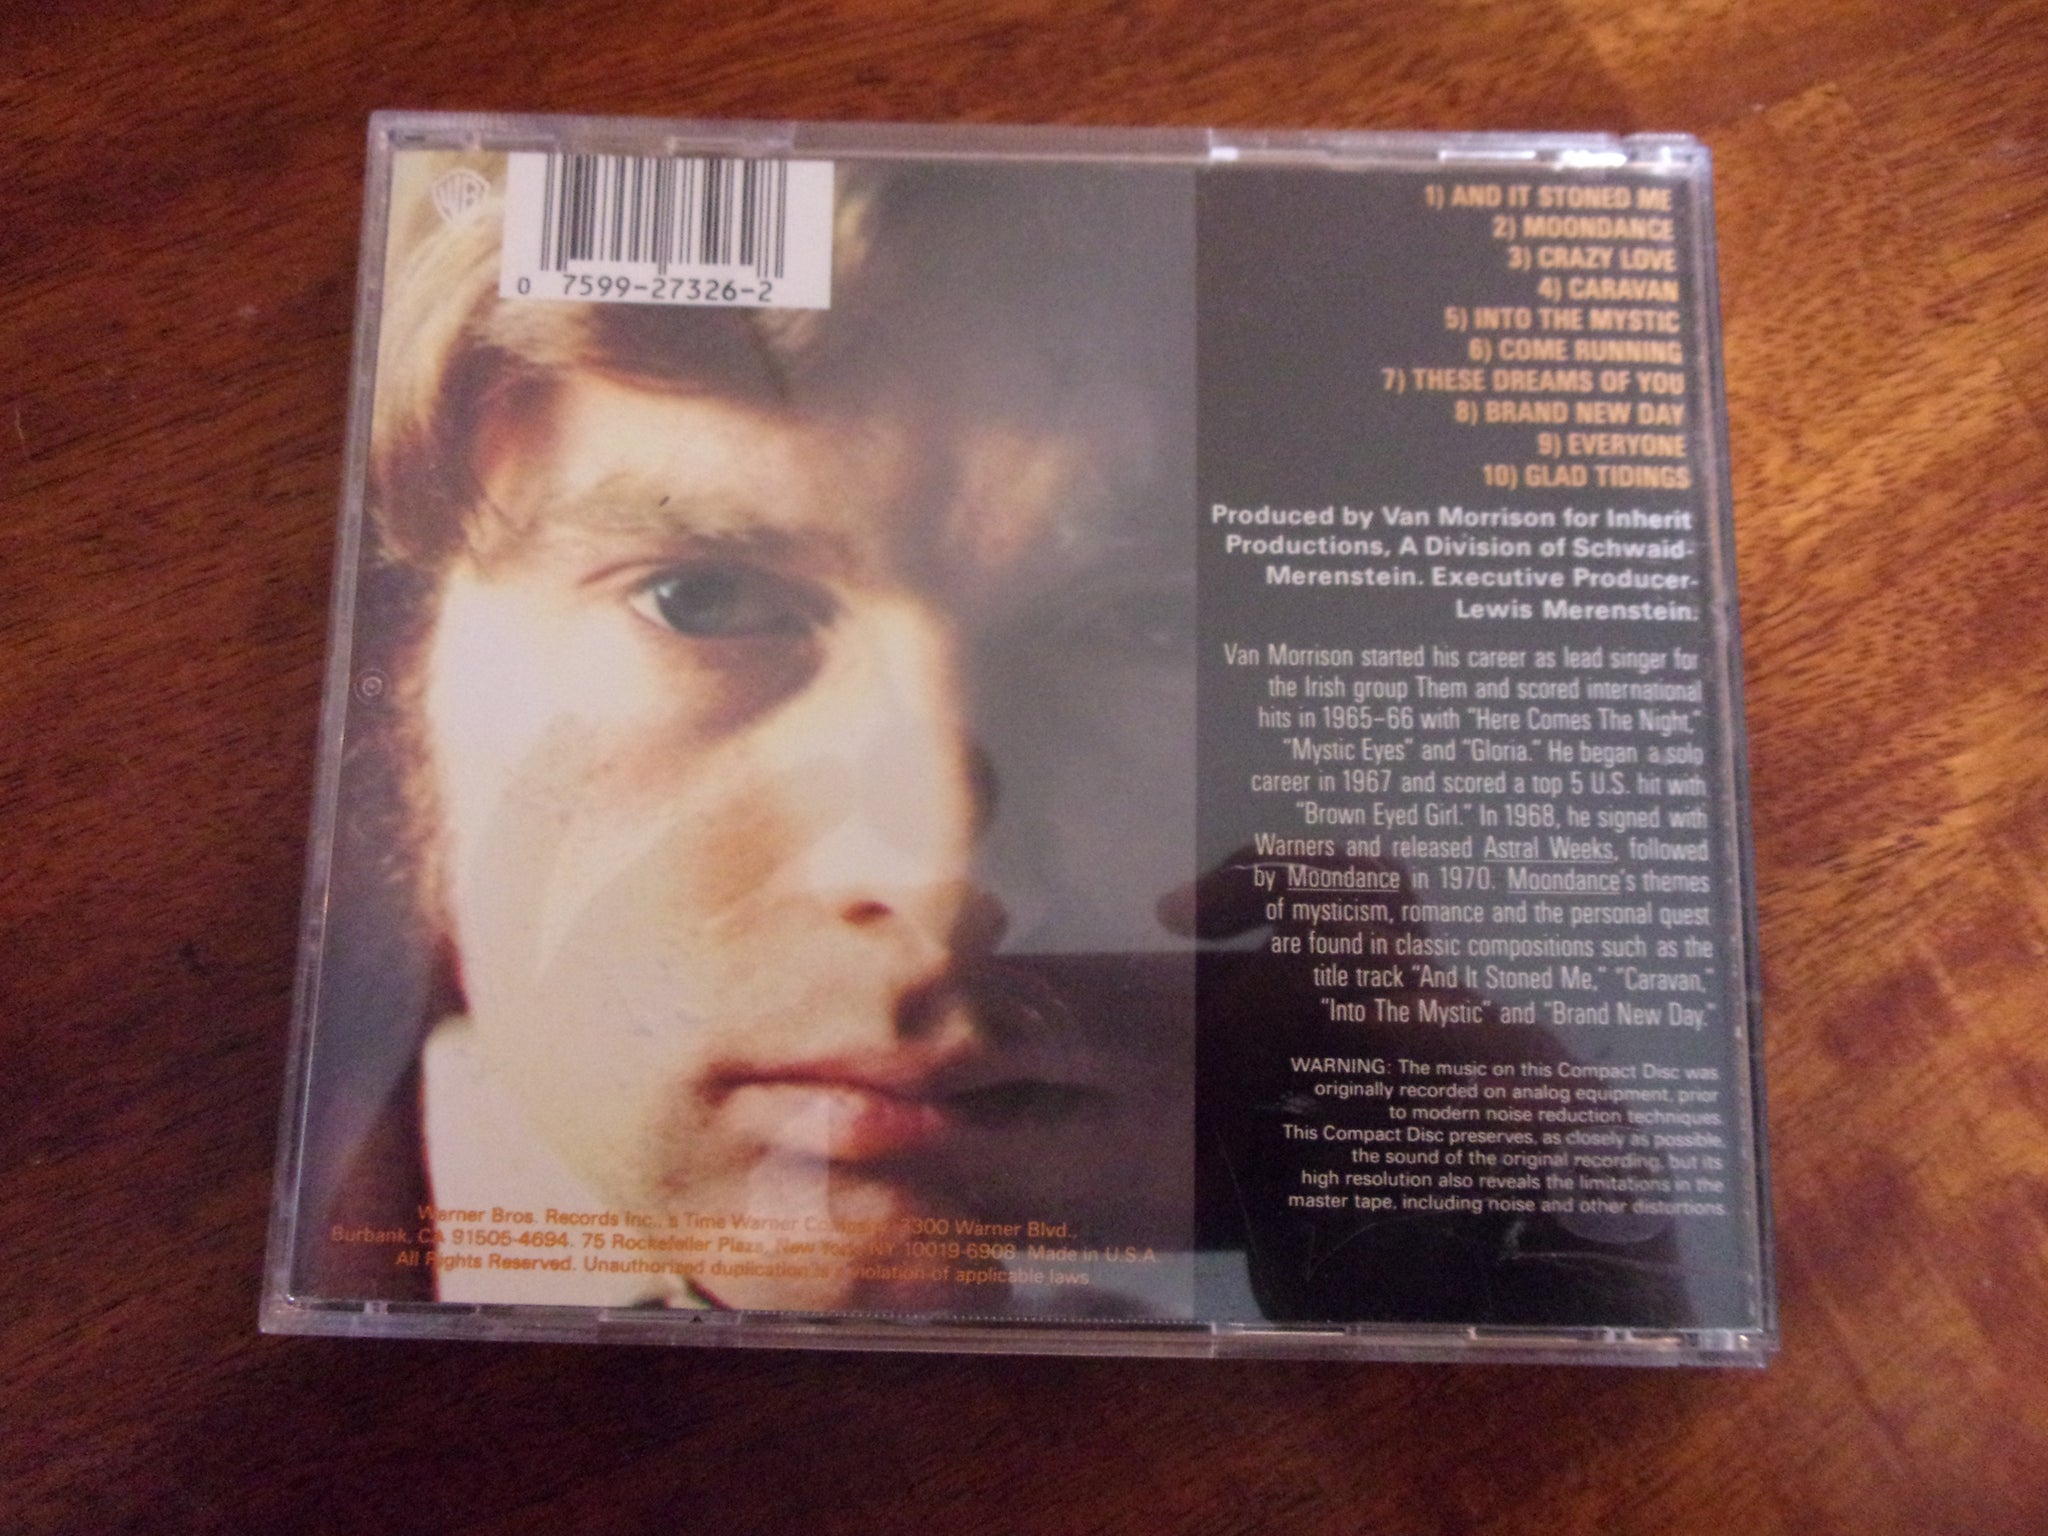 WB
0 7599-27326-2
1) AND IT STONED ME
2) MOONDANCE
3) CRAZY LOVE
4) CARAVAN
5) INTO THE MYSTIC
6) COME RUNNING
7) THESE DREAMS OF YOU
8) BRAND NEW DAY
9) EVERYONE
10) GLAD TIDINGS
Produced by Van Morrison for Inherit
Productions, A Division of Schwaid-
Merenstein. Executive Producer-
Lewis Merenstein.
Van Morrison started his career as lead singer for
the Irish group Them and scored international
hits in 1965-66 with "Here Comes The Night,"
"Mystic Eyes" and "Gloria." He began a solo
career in 1967 and scored a top 5 U.S. hit with
"Brown Eyed Girl." In 1968, he signed with
Warners and released Astral Weeks, followed
by Moondance in 1970. Moondance's themes
of mysticism, romance and the personal quest
are found in classic compositions such as the
title track "And It Stoned Me," "Caravan,"
"Into The Mystic" and "Brand New Day."
WARNING: The music on this Compact Disc was
originally recorded on analog equipment, prior
to modern noise reduction techniques.
This Compact Disc preserves, as closely as possible,
the sound of the original recording, but its
high resolution also reveals the limitations in the
master tape, including noise and other distortions.
Warner Bros. Records Inc., a Time Warner Company, 3300 Warner Blvd.,
Burbank, CA 91505-4694. 75 Rockefeller Plaza, New York, NY 10019-6908. Made in U.S.A.
All Rights Reserved. Unauthorized duplication is a violation of applicable laws.